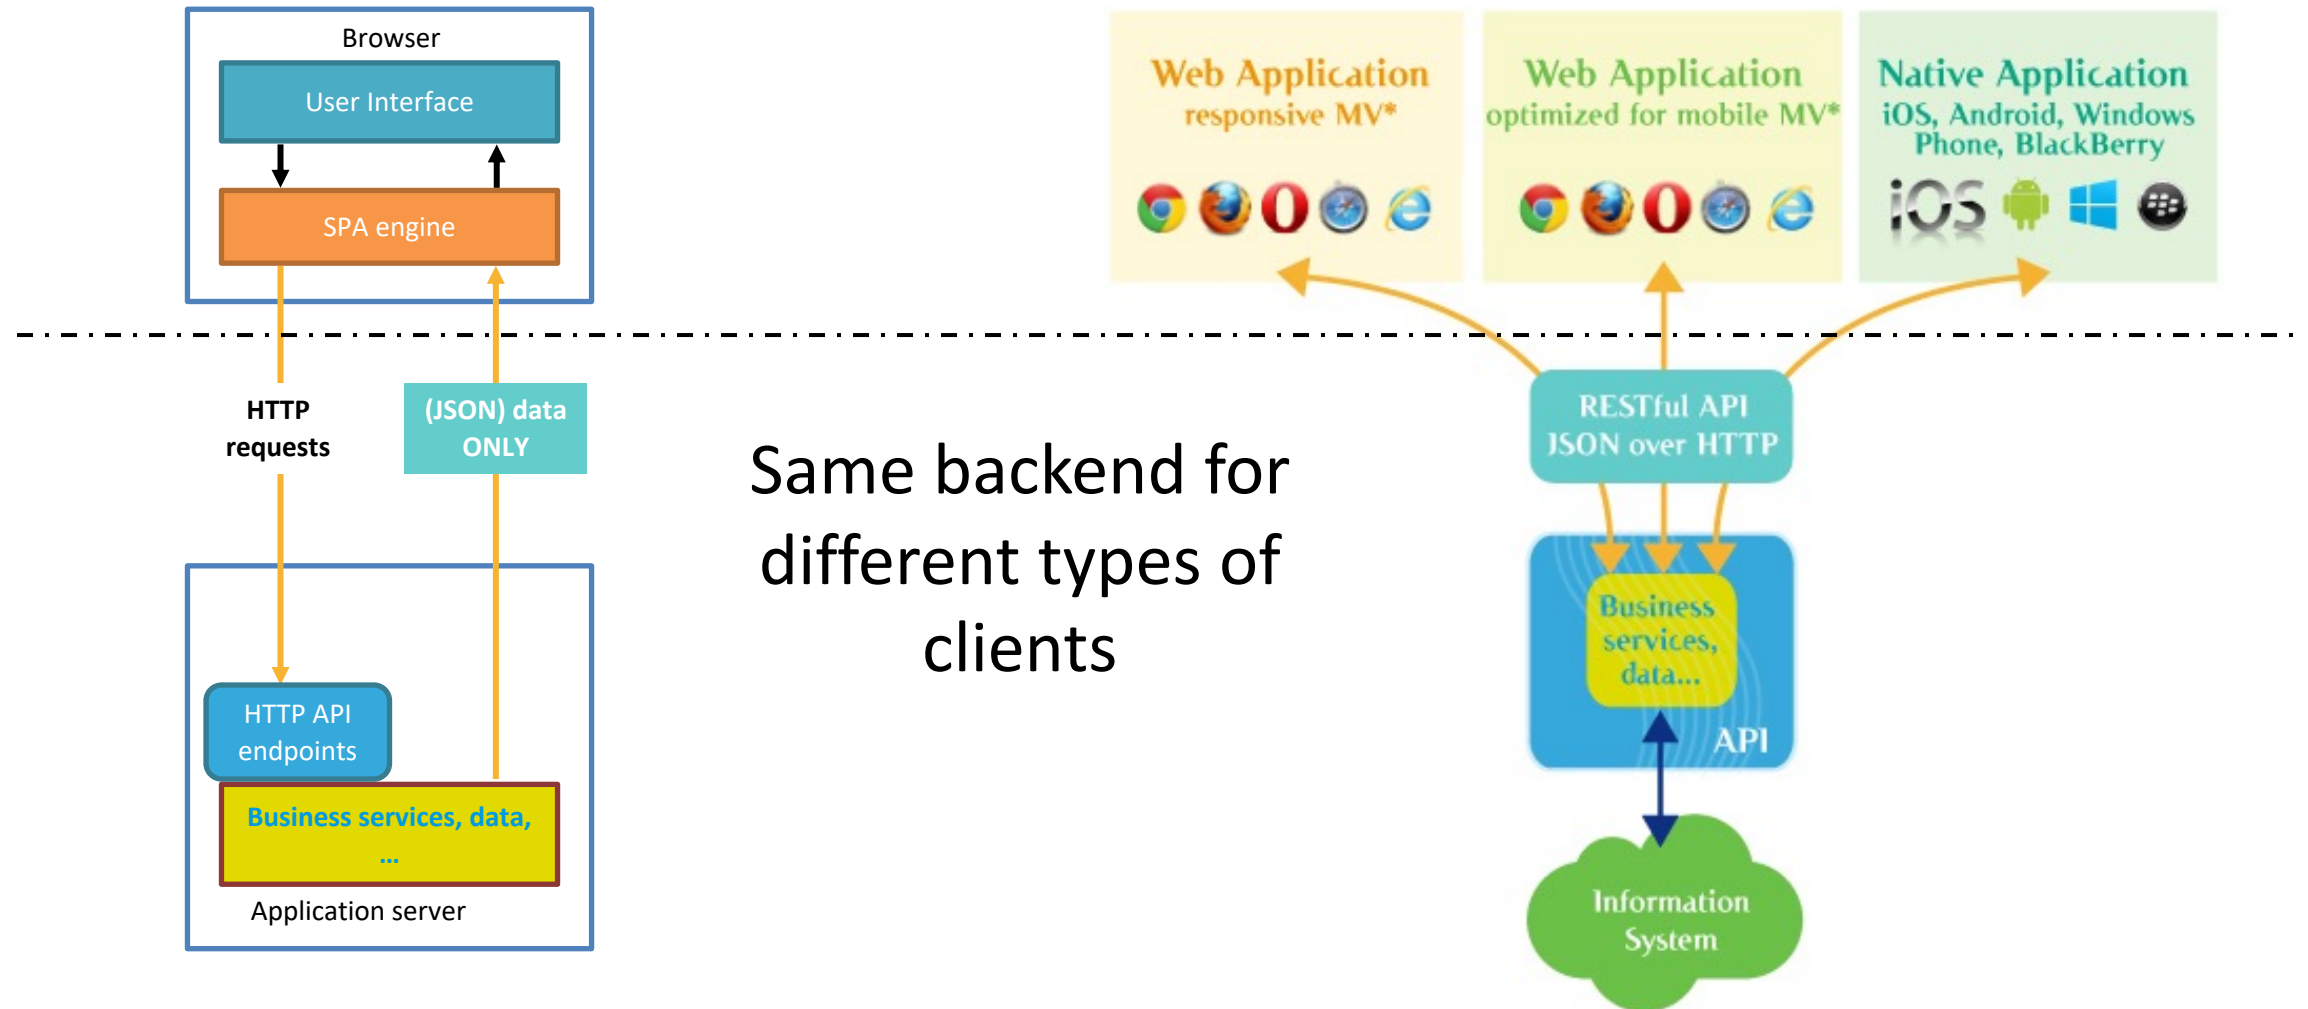 Browser
User Interface
SPA engine
HTTP
requests
(JSON) data
ONLY
HTTP API
endpoints
Business services, data,
...
Application server
Same backend for
different types of
clients
Web Application
responsive MV*
Web Application
optimized for mobile MV*
Native Application
iOS, Android, Windows
Phone, BlackBerry
iOS
RESTful API
JSON over HTTP
Business
services,
data...
API
Information
System